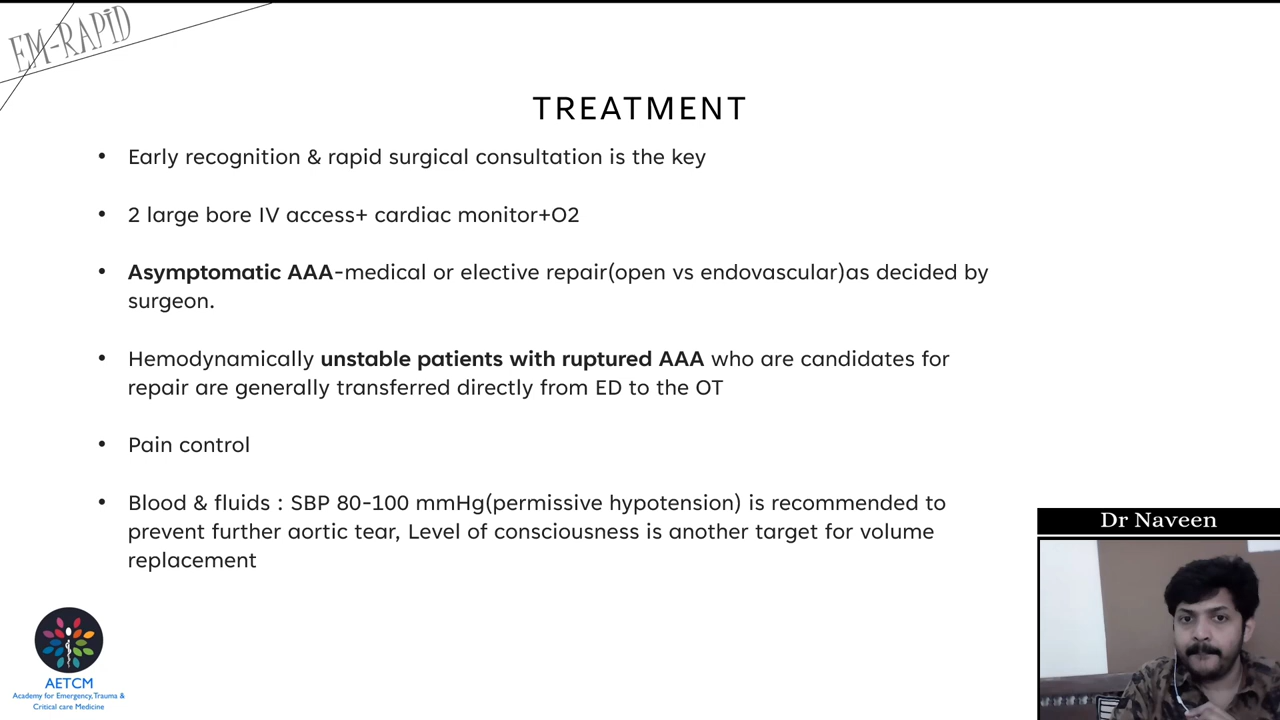 EM-RAPID
TREATMENT
• Early recognition & rapid surgical consultation is the key
• 2 large bore IV access+ cardiac monitor+O2
• Asymptomatic AAA-medical or elective repair(open vs endovascular)as decided by
surgeon.
• Hemodynamically unstable patients with ruptured AAA who are candidates for
repair are generally transferred directly from ED to the OT
• Pain control
• Blood & fluids : SBP 80-100 mmHg(permissive hypotension) is recommended to
prevent further aortic tear, Level of consciousness is another target for volume
replacement
Dr Naveen
AETCM
Academy for Emergency, Trauma &
Critical care Medicine